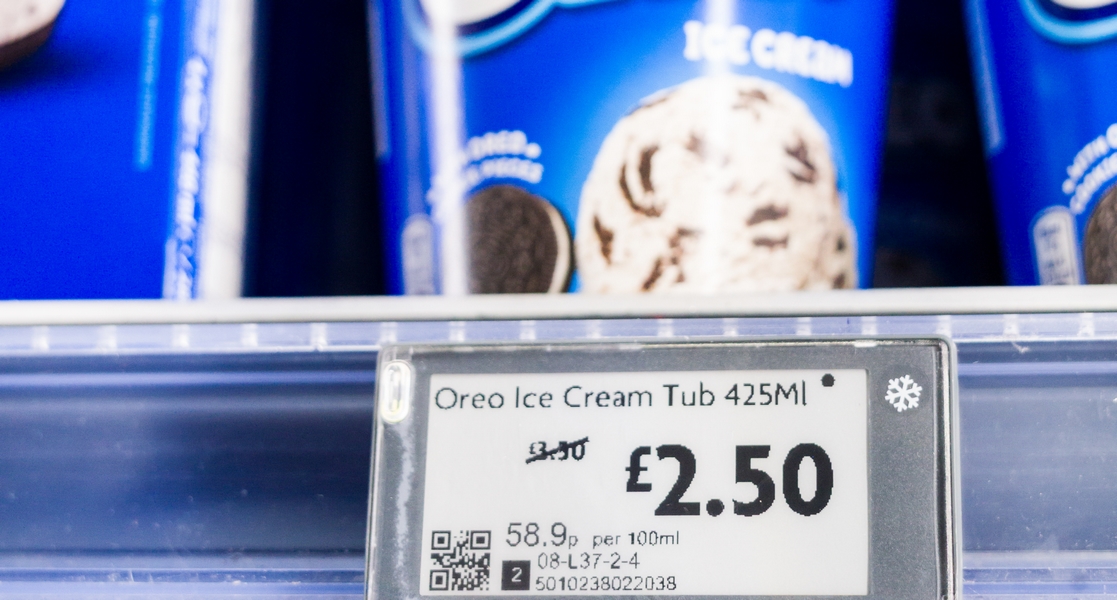 ICE CREAM
Oreo Ice Cream Tub 425Ml
£3.50
£2.50
58.9p per 100ml
08-L37-2-4
2
5010238022038